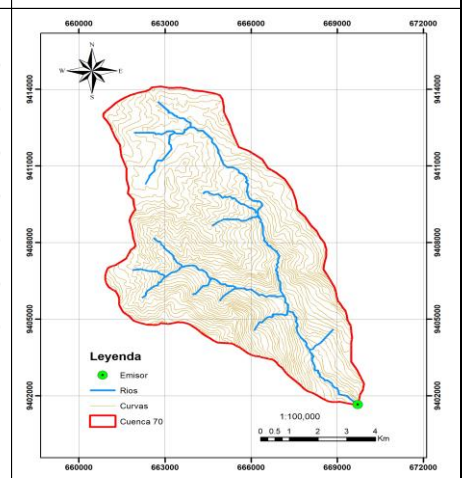 660000 663000 666000 669000 672000
N
W E
S
9414000 9414000
9411000 9411000
9408000 9408000
9405000 9405000
9402000 9402000
Leyenda
Emisor
Rios
Curvas
Cuenca 70
1:100,000
0 0.5 1 2 3 4
Km
660000 663000 666000 669000 672000